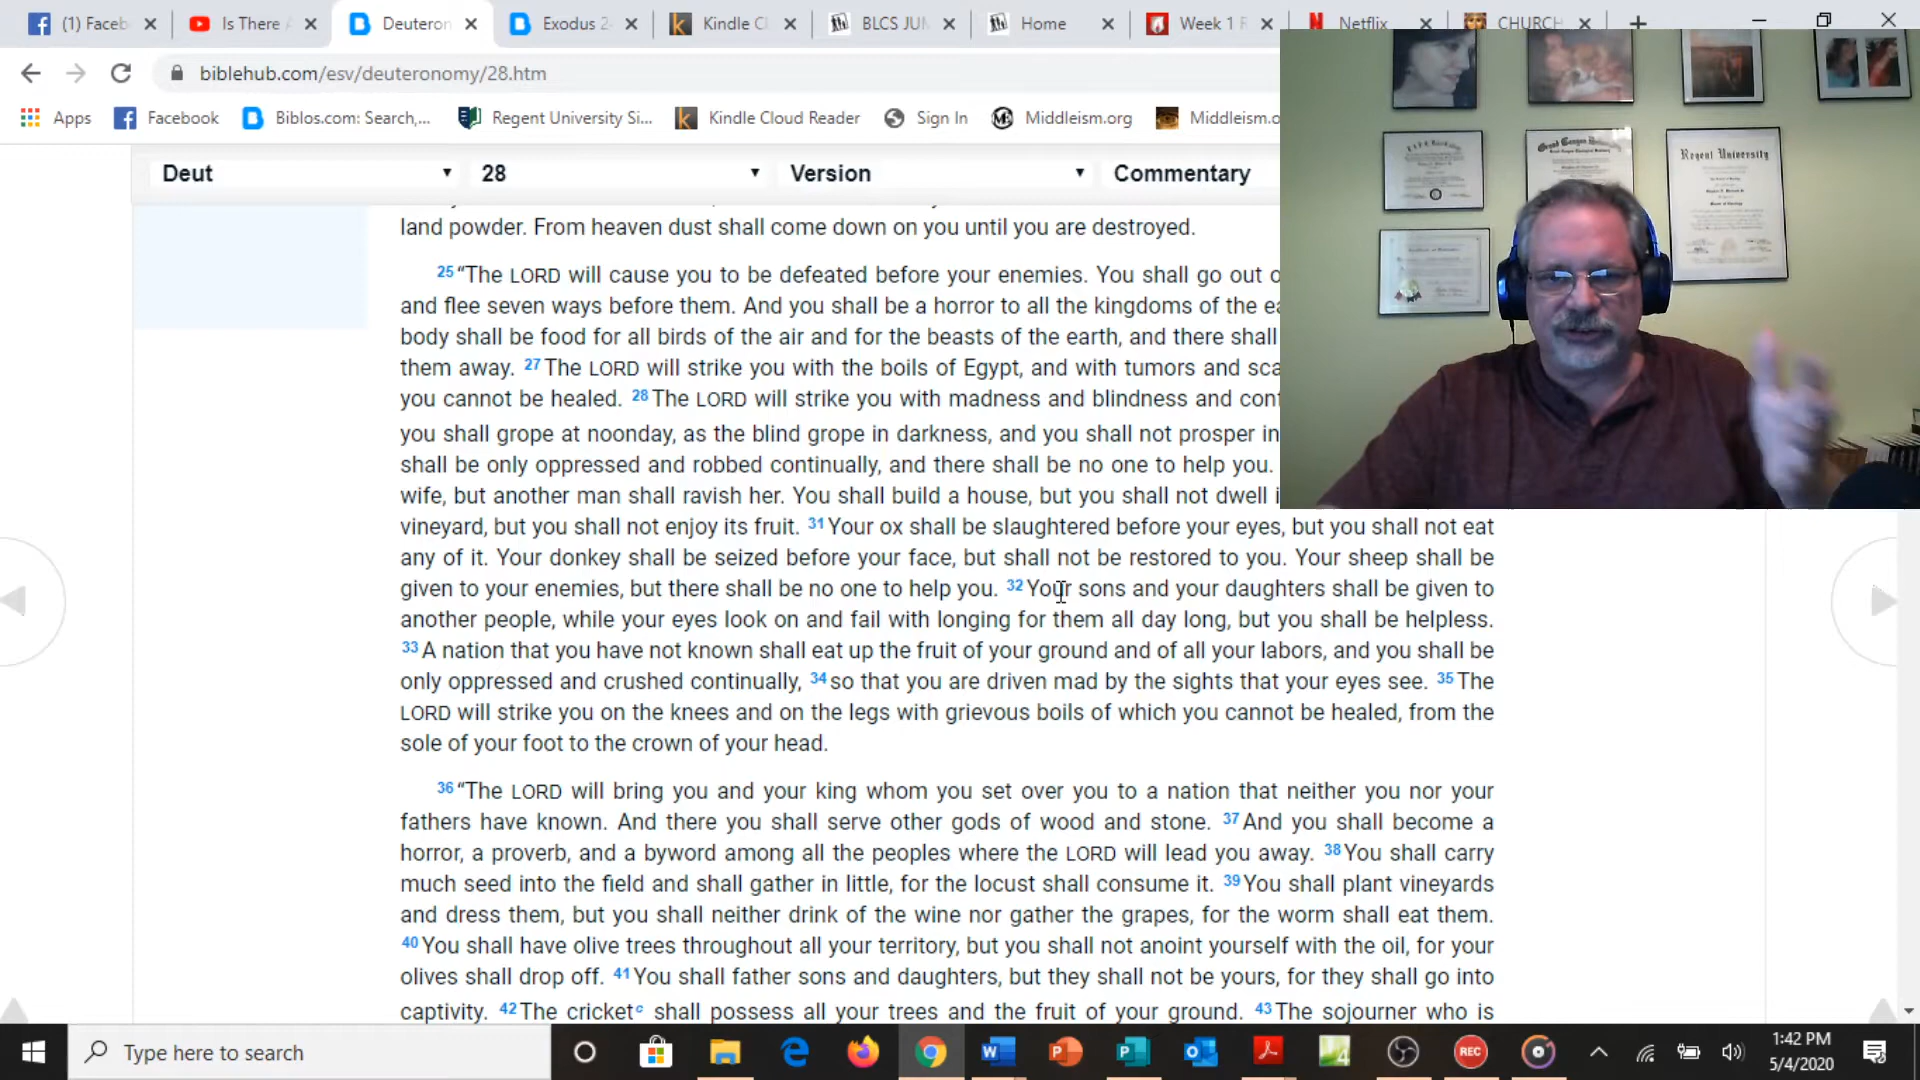 (1) Faceb
Is There A
Deuteron
Exodus 2
Kindle Cl
BLCS JUN
Home
Week 1 F
Netflix
CHURCH
biblehub.com/esv/deuteronomy/28.htm
Apps
Facebook
Biblos.com: Search,...
Regent University Si...
Kindle Cloud Reader
Sign In
Middleism.org
Middleism.o
Deut
28
Version
Commentary
Regent University
land powder. From heaven dust shall come down on you until you are destroyed.
25 “The LORD will cause you to be defeated before your enemies. You shall go out o
and flee seven ways before them. And you shall be a horror to all the kingdoms of the ea
body shall be food for all birds of the air and for the beasts of the earth, and there shall
them away. 27 The LORD will strike you with the boils of Egypt, and with tumors and sca
you cannot be healed. 28 The LORD will strike you with madness and blindness and con
you shall grope at noonday, as the blind grope in darkness, and you shall not prosper in
shall be only oppressed and robbed continually, and there shall be no one to help you.
wife, but another man shall ravish her. You shall build a house, but you shall not dwell i
vineyard, but you shall not enjoy its fruit. 31 Your ox shall be slaughtered before your eyes, but you shall not eat
any of it. Your donkey shall be seized before your face, but shall not be restored to you. Your sheep shall be
given to your enemies, but there shall be no one to help you. 32 Your sons and your daughters shall be given to
another people, while your eyes look on and fail with longing for them all day long, but you shall be helpless.
33 A nation that you have not known shall eat up the fruit of your ground and of all your labors, and you shall be
only oppressed and crushed continually, 34 so that you are driven mad by the sights that your eyes see. 35 The
LORD will strike you on the knees and on the legs with grievous boils of which you cannot be healed, from the
sole of your foot to the crown of your head.
36 “The LORD will bring you and your king whom you set over you to a nation that neither you nor your
fathers have known. And there you shall serve other gods of wood and stone. 37 And you shall become a
horror, a proverb, and a byword among all the peoples where the LORD will lead you away. 38 You shall carry
much seed into the field and shall gather in little, for the locust shall consume it. 39 You shall plant vineyards
and dress them, but you shall neither drink of the wine nor gather the grapes, for the worm shall eat them.
40 You shall have olive trees throughout all your territory, but you shall not anoint yourself with the oil, for your
olives shall drop off. 41 You shall father sons and daughters, but they shall not be yours, for they shall go into
captivity. 42 The cricket c shall possess all your trees and the fruit of your ground. 43 The sojourner who is
Type here to search
REC
1:42 PM
5/4/2020